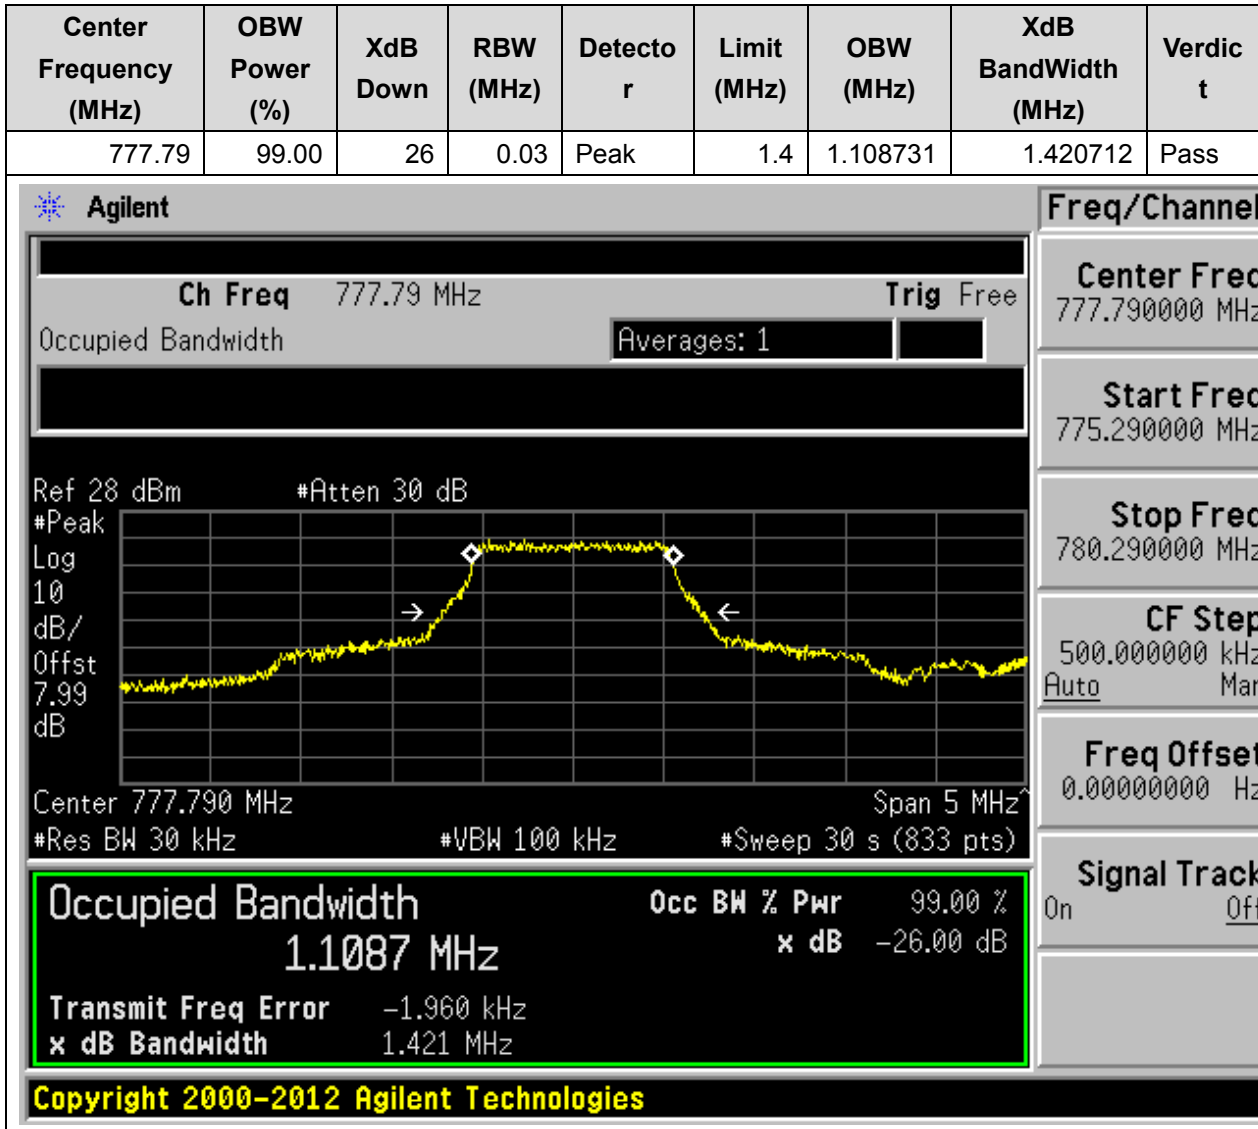 Center Frequency (MHz) OBW Power (%) XdB Down RBW (MHz) Detector Limit (MHz) OBW (MHz) XdB BandWidth (MHz) Verdict
777.79 99.00 26 0.03 Peak 1.4 1.108731 1.420712 Pass
Agilent
Ch Freq 777.79 MHz Trig Free
Occupied Bandwidth Averages: 1
Ref 28 dBm #Atten 30 dB
#Peak
Log
10
dB/
Offst
7.99
dB
Center 777.790 MHz Span 5 MHz^
#Res BW 30 kHz #VBW 100 kHz #Sweep 30 s (833 pts)
Occupied Bandwidth Occ BW % Pwr 99.00 %
1.1087 MHz x dB -26.00 dB
Transmit Freq Error -1.960 kHz
x dB Bandwidth 1.421 MHz
Copyright 2000-2012 Agilent Technologies
Freq/Channel
Center Freq
777.790000 MHz
Start Freq
775.290000 MHz
Stop Freq
780.290000 MHz
CF Step
500.000000 kHz
Auto Man
Freq Offset
0.00000000 Hz
Signal Track
On Off